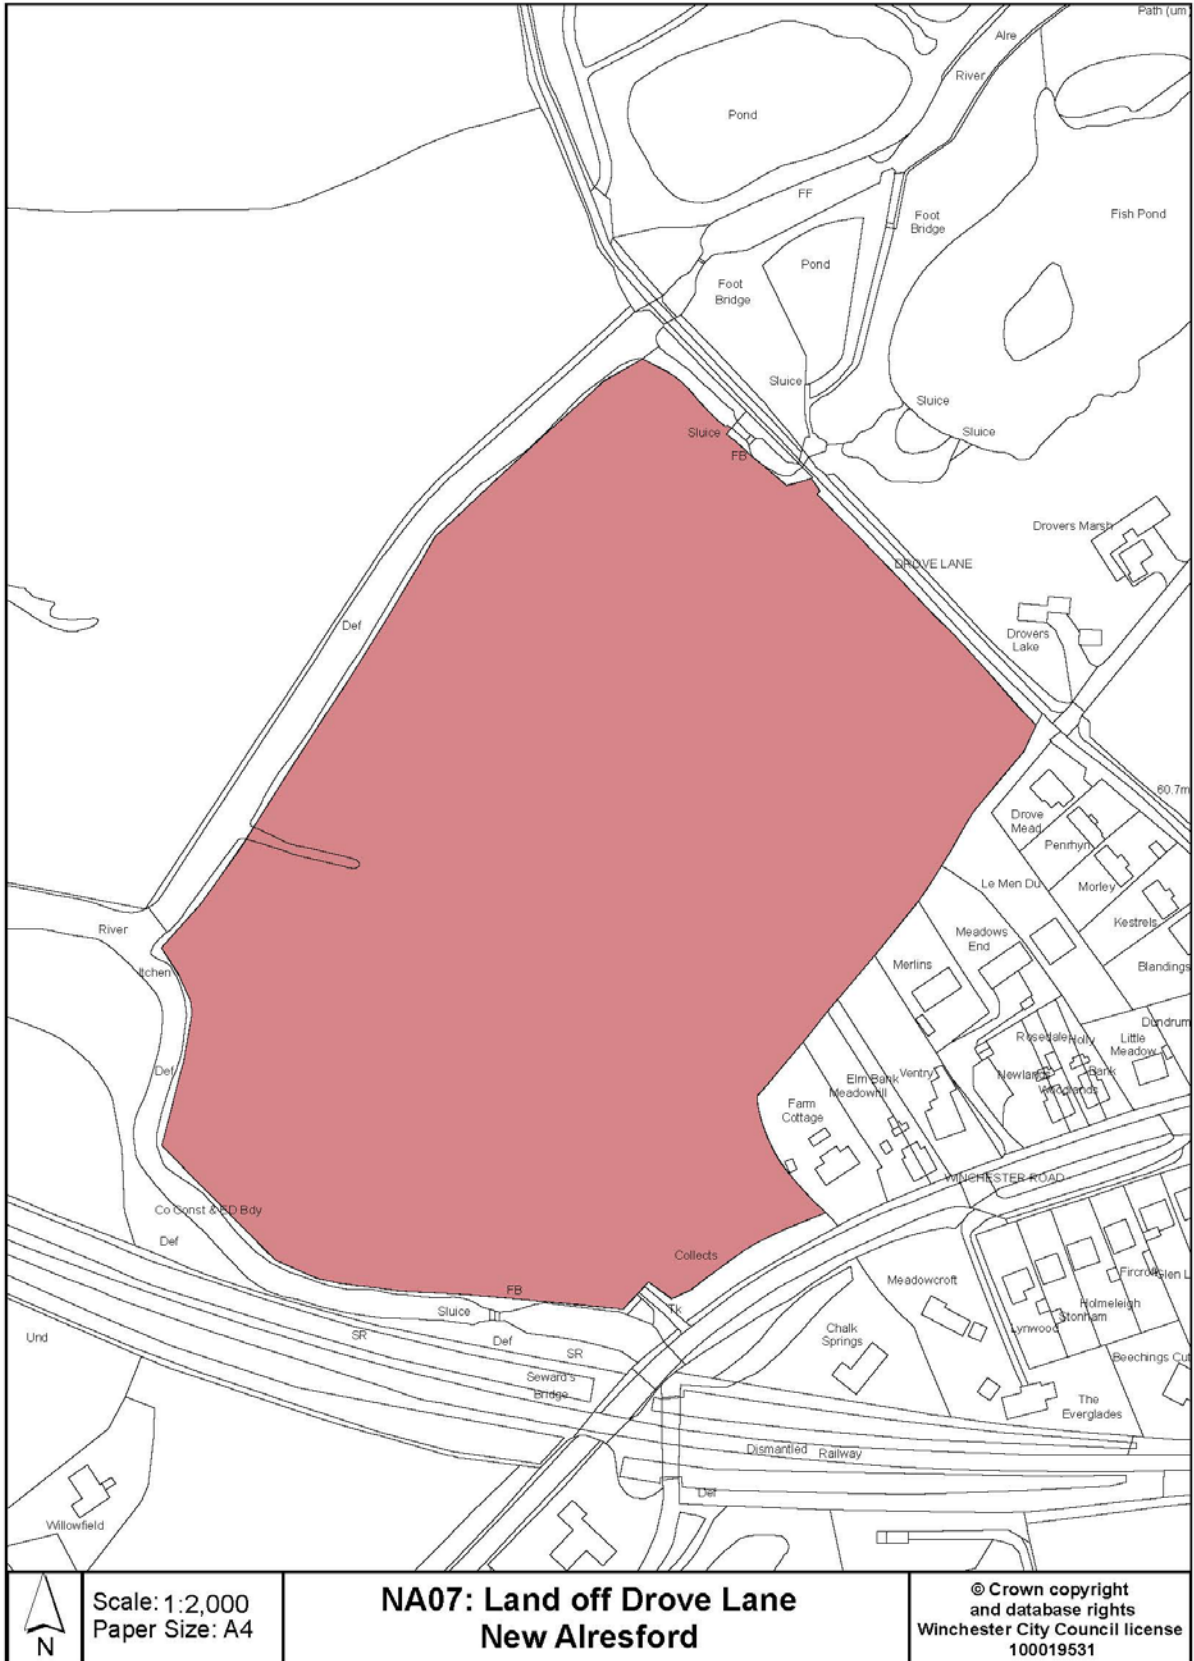 Path (um
Alre
River
Pond
FF
Foot
Bridge
Fish Pond
Pond
Foot
Bridge
Sluice
Sluice
Sluice
Sluice
FB
Drovers Marsh
DROVE LANE
Def
Drovers
Lake
60.7m
Drove
Mead
Penrhyn
Le Men Du
Morley
Kestrels
River
Meadows
End
Merlins
Blandings
Itchen
Dundrum
Rosedale
Holly
Little
Meadow
Def
Elm Bank
Ventry
Newlands
Bank
Meadowhill
Woodlands
Farm
Cottage
WINCHESTER ROAD
Co Const & ED Bdy
Def
Collects
Meadowcroft
Fircroft
Glen L
FB
Tk
Holmeleigh
Sluice
Stonham
Chalk
Springs
Lynwood
Und
SR
Def
SR
Beechings Cut
Seward's
Bridge
The
Everglades
Dismantled
Railway
Def
Willowfield
N
Scale: 1:2,000
Paper Size: A4
NA07: Land off Drove Lane
New Alresford
© Crown copyright
and database rights
Winchester City Council license
100019531